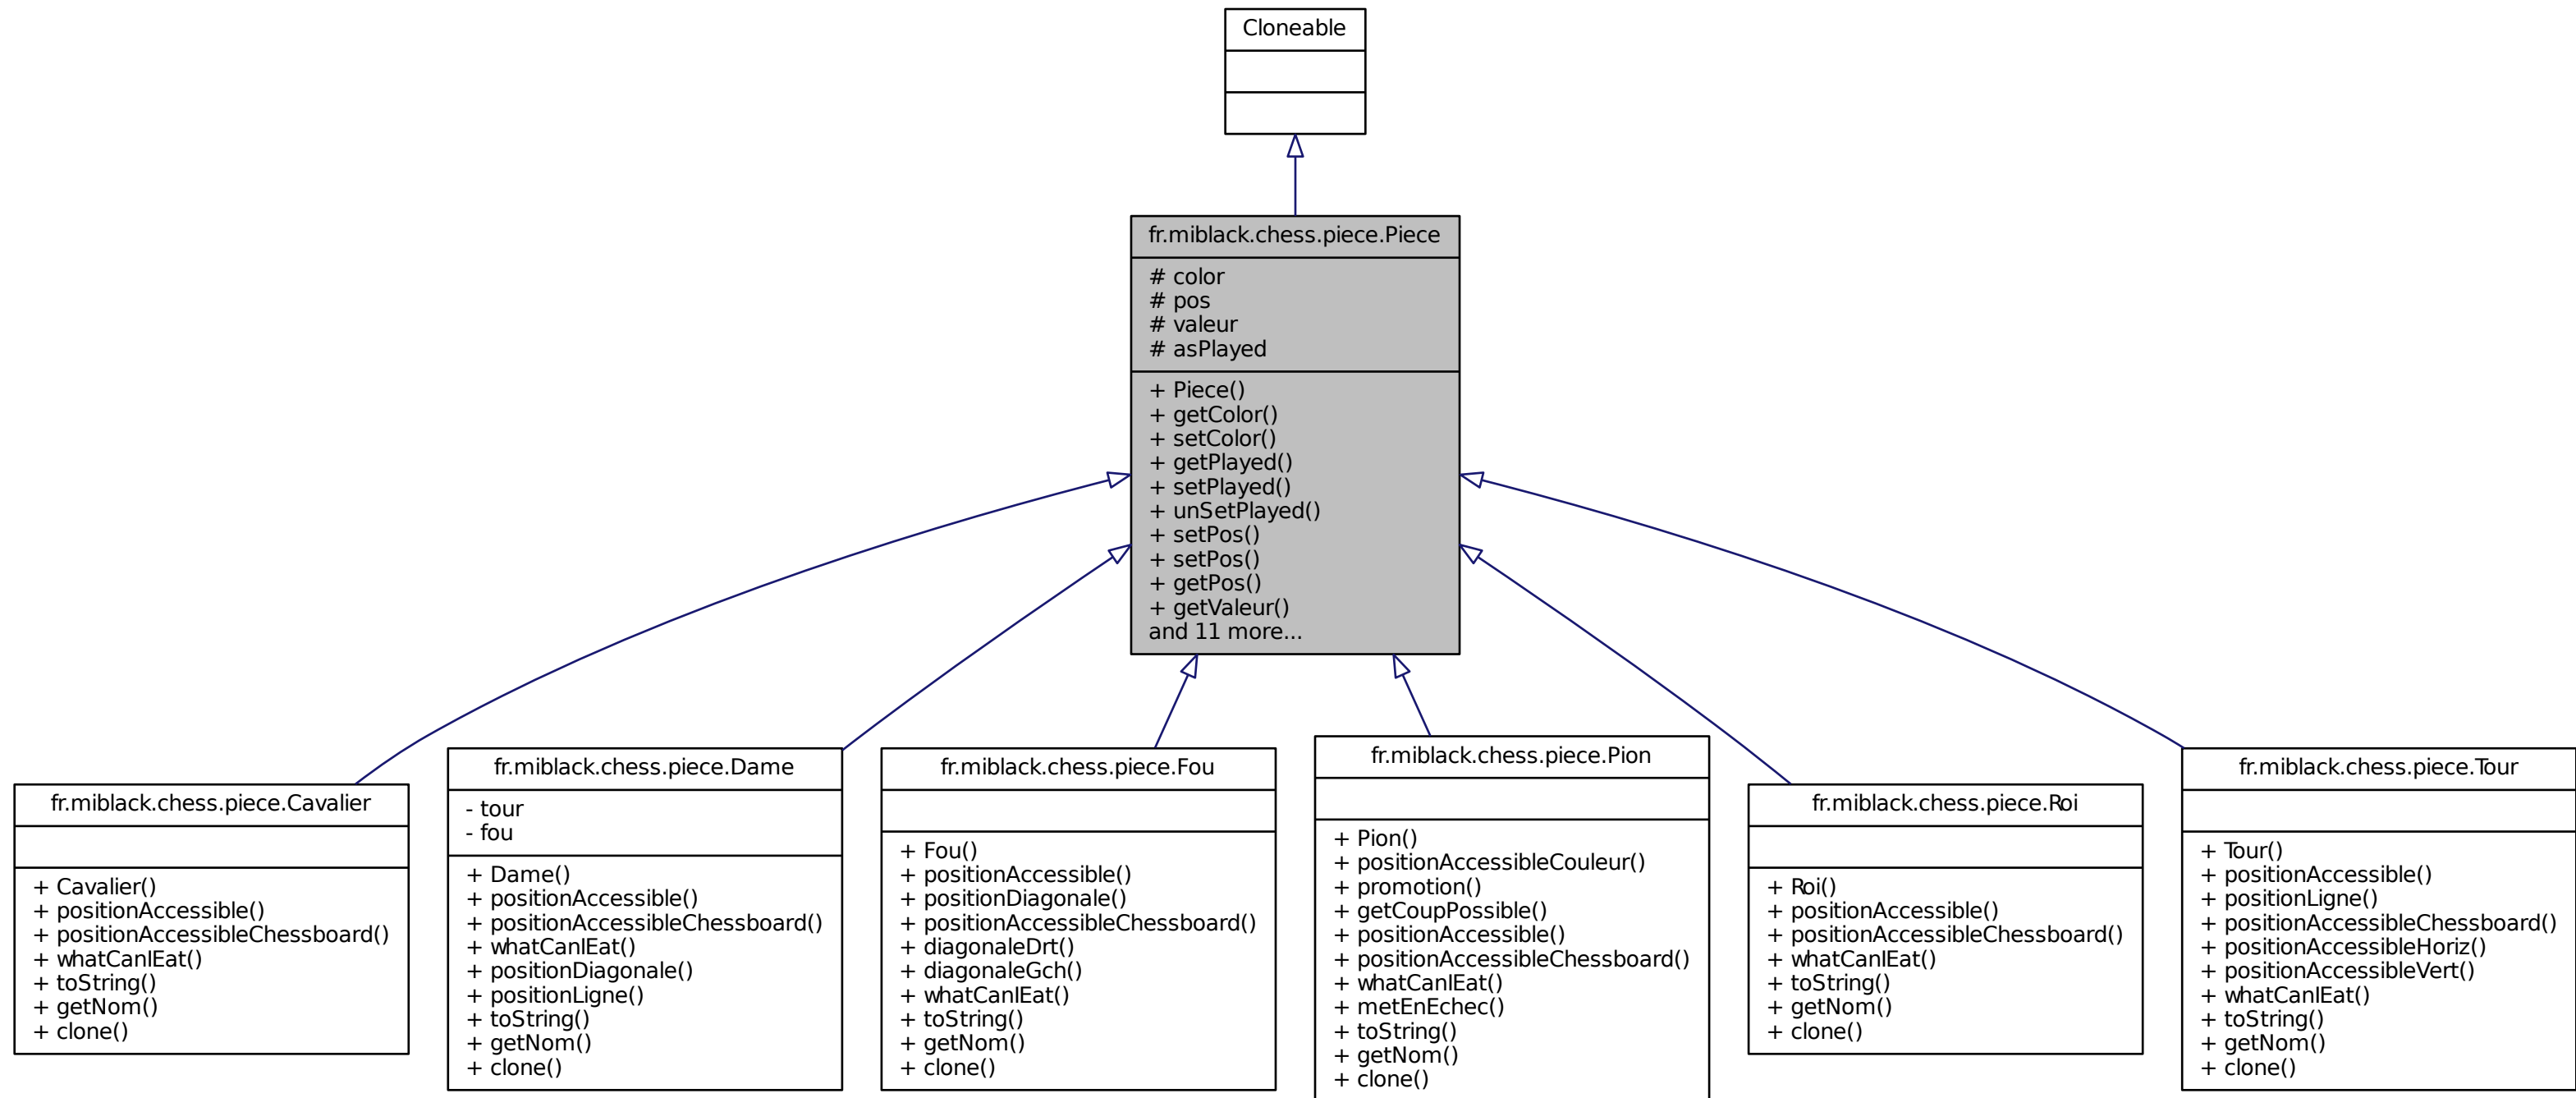 Cloneable
fr.miblack.chess.piece.Piece
# color
# pos
# valeur
# asPlayed
+ Piece()
+ getColor()
+ setColor()
+ getPlayed()
+ setPlayed()
+ unSetPlayed()
+ setPos()
+ setPos()
+ getPos()
+ getValeur()
and 11 more...
fr.miblack.chess.piece.Cavalier
+ Cavalier()
+ positionAccessible()
+ positionAccessibleChessboard()
+ whatCanIEat()
+ toString()
+ getNom()
+ clone()
fr.miblack.chess.piece.Dame
- tour
- fou
+ Dame()
+ positionAccessible()
+ positionAccessibleChessboard()
+ whatCanIEat()
+ positionDiagonale()
+ positionLigne()
+ toString()
+ getNom()
+ clone()
fr.miblack.chess.piece.Fou
+ Fou()
+ positionAccessible()
+ positionDiagonale()
+ positionAccessibleChessboard()
+ diagonaleDrt()
+ diagonaleGch()
+ whatCanIEat()
+ toString()
+ getNom()
+ clone()
fr.miblack.chess.piece.Pion
+ Pion()
+ positionAccessibleCouleur()
+ promotion()
+ getCoupPossible()
+ positionAccessible()
+ positionAccessibleChessboard()
+ whatCanIEat()
+ metEnEchec()
+ toString()
+ getNom()
+ clone()
fr.miblack.chess.piece.Roi
+ Roi()
+ positionAccessible()
+ positionAccessibleChessboard()
+ whatCanIEat()
+ toString()
+ getNom()
+ clone()
fr.miblack.chess.piece.Tour
+ Tour()
+ positionAccessible()
+ positionLigne()
+ positionAccessibleChessboard()
+ positionAccessibleHoriz()
+ positionAccessibleVert()
+ whatCanIEat()
+ toString()
+ getNom()
+ clone()